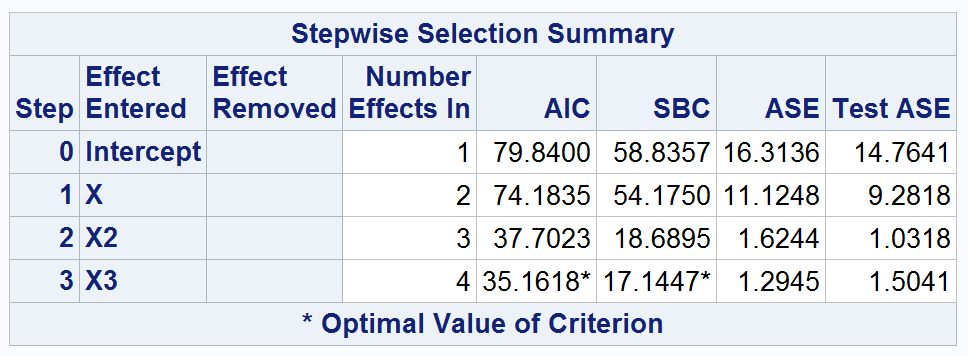 Stepwise Selection Summary
Effect Effect Number
Step Entered Removed Effects In AIC SBC ASE Test ASE
0 Intercept 1 79.8400 58.8357 16.3136 14.7641
1 X 2 74.1835 54.1750 11.1248 9.2818
2 X2 3 37.7023 18.6895 1.6244 1.0318
3 X3 4 35.1618* 17.1447* 1.2945 1.5041
* Optimal Value of Criterion